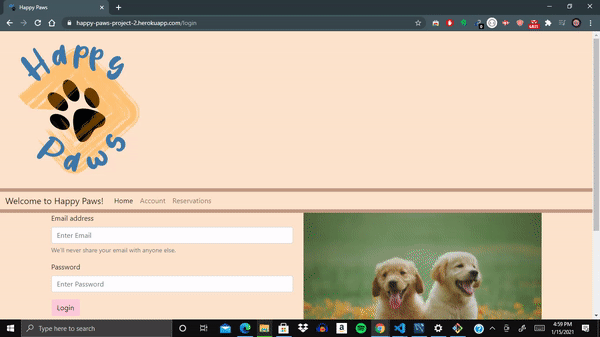 Happy Paws
happy-paws-project-2.herokuapp.com/login
Happy
Paws
Welcome to Happy Paws!
Home
Account
Reservations
Email address
Enter Email
We'll never share your email with anyone else.
Password
Enter Password
Login
Type here to search
4:59 PM
1/15/2021